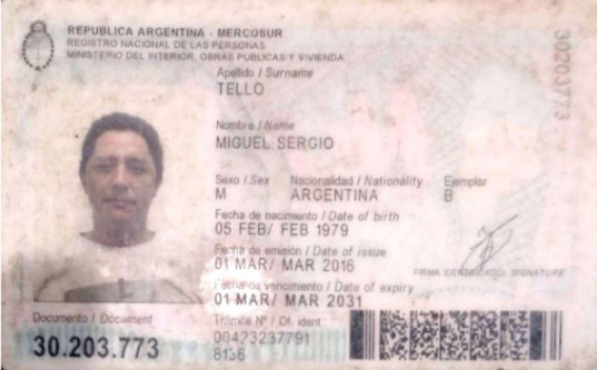 REPUBLICA ARGENTINA - MERCOSUR
REGISTRO NACIONAL DE LAS PERSONAS
MINISTERIO DEL INTERIOR, OBRAS PUBLICAS Y VIVIENDA
Apellido / Surname
TELLO
Nombre / Name
MIGUEL SERGIO
Sexo / Sex Nacionalidad / Nationality Ejemplar
M ARGENTINA B
Fecha de nacimiento / Date of birth
05 FEB/ FEB 1979
Fecha de emisión / Date of issue
01 MAR/ MAR 2016
FIRMA IDENTIFICADO / SIGNATURE
Fecha de vencimiento / Date of expiry
01 MAR/ MAR 2031
Documento / Document
30.203.773
Trámite Nº / Of. ident
00423237791
8136
30203773